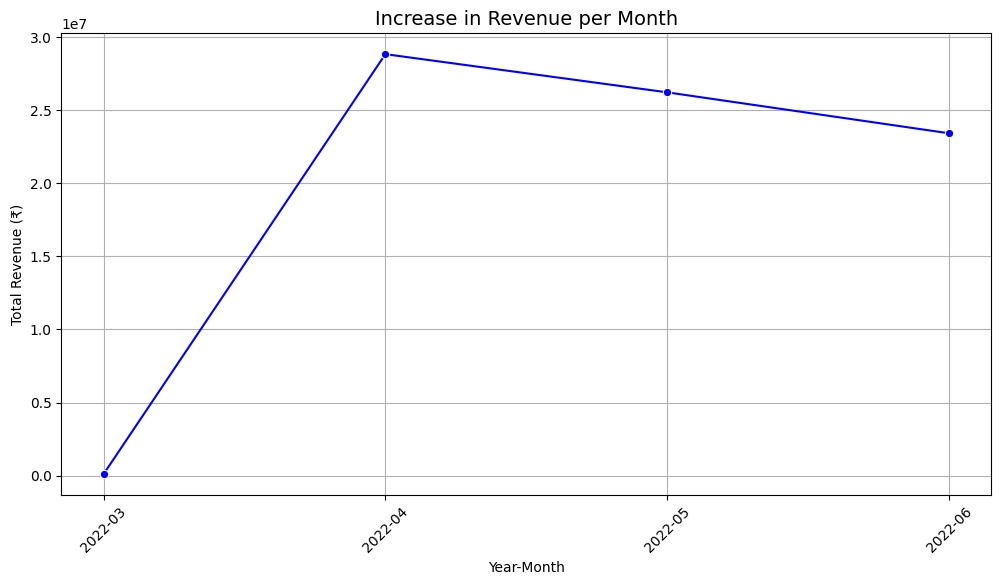 Increase in Revenue per Month
1e7
3.0
2.5
2.0
1.5
1.0
0.5
0.0
Total Revenue (₹)
2022-03
2022-04
2022-05
2022-06
Year-Month